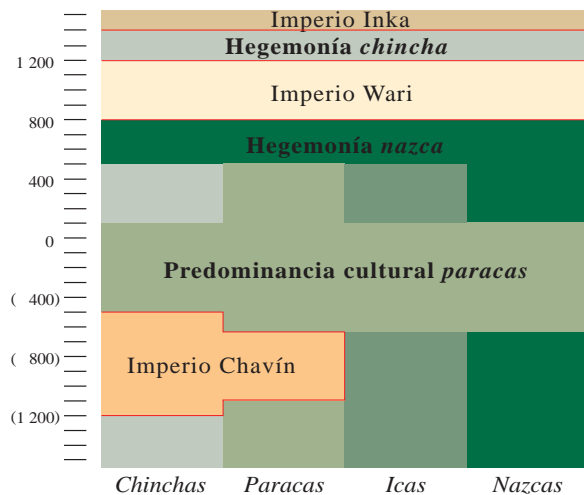 Imperio Inka
Hegemonía chincha
1 200
Imperio Wari
800
Hegemonía nazca
400
0
Predominancia cultural paracas
( 400)
Imperio Chavín
( 800)
(1 200)
Chinchas Paracas Icas Nazcas